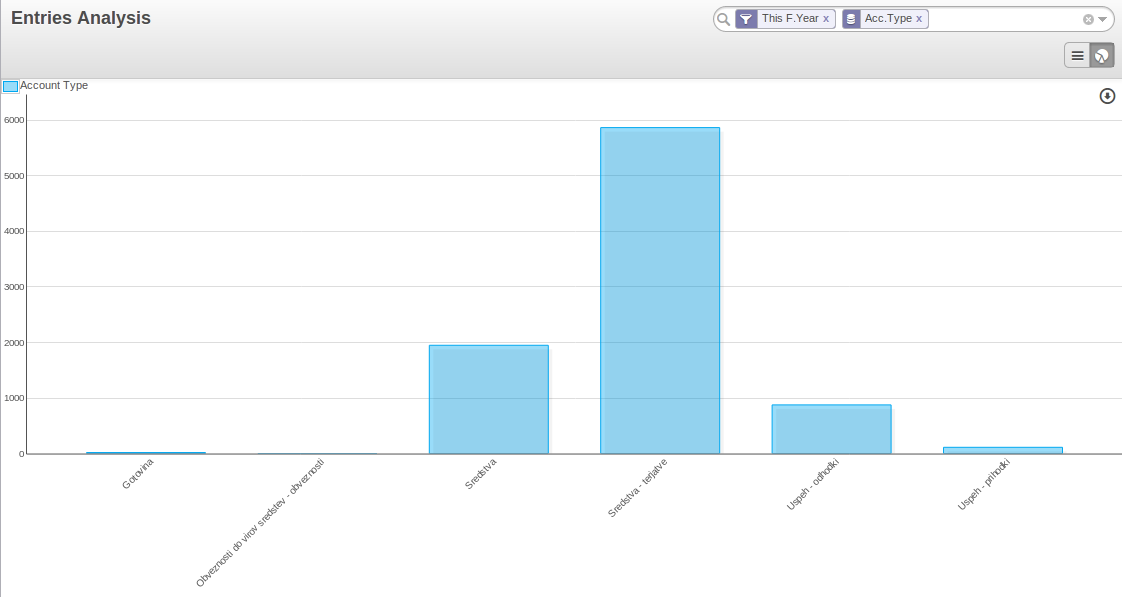 Entries Analysis
This F.Year x
Acc.Type x
Account Type
6000
5000
4000
3000
2000
1000
0
Gotovina
Obveznosti do virov sredstev - obveznosti
Sredstva
Sredstva - terjatve
Uspeh - odhodki
Uspeh - prihodki